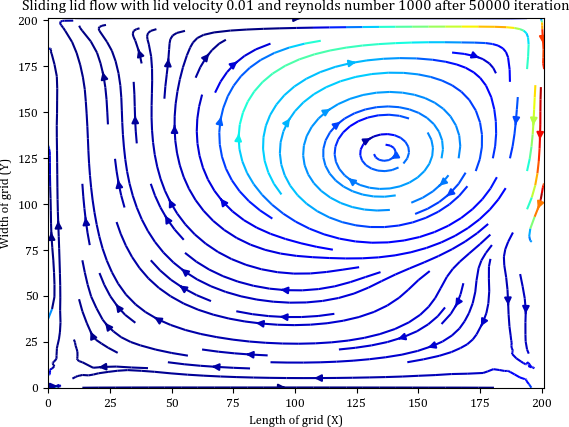 Sliding lid flow with lid velocity 0.01 and reynolds number 1000 after 50000 iteration
200
175
150
125
100
75
50
25
0
Width of grid (Y)
0 25 50 75 100 125 150 175 200
Length of grid (X)